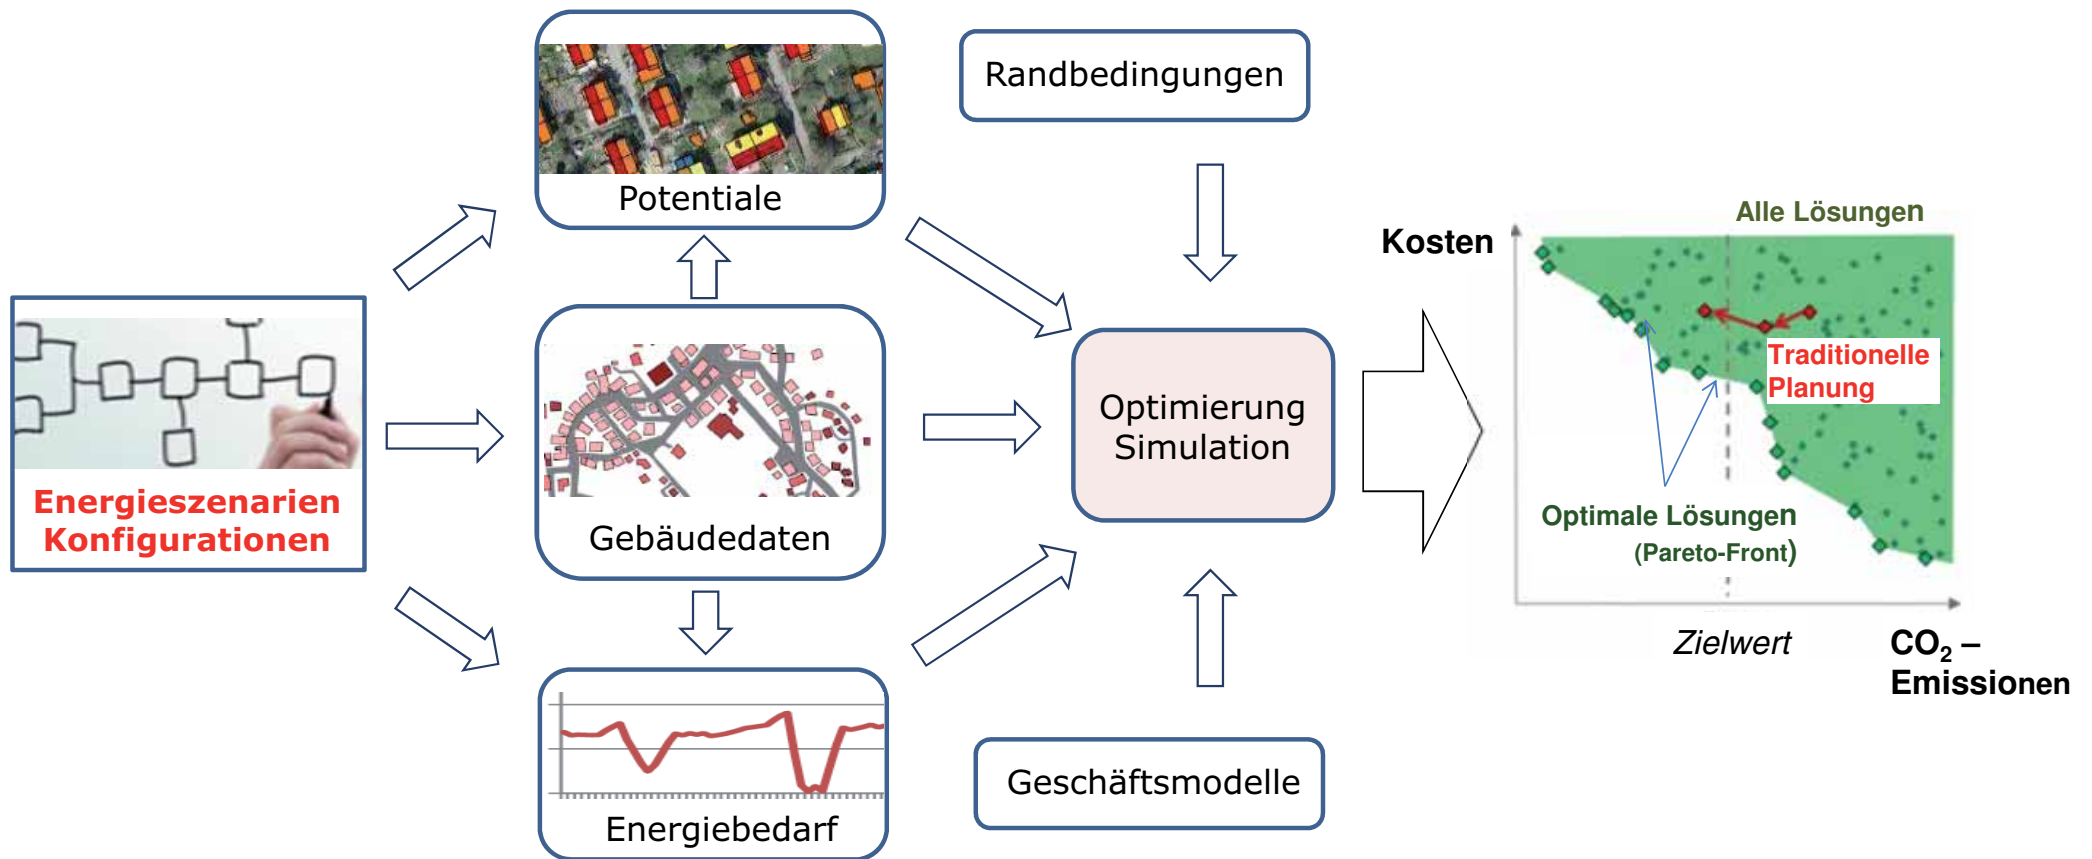 Potentiale
Randbedingungen
Energieszenarien
Konfigurationen
Gebäudedaten
Energiebedarf
Optimierung
Simulation
Geschäftsmodelle
Kosten
Alle Lösungen
Traditionelle
Planung
Optimale Lösungen
(Pareto-Front)
Zielwert
CO₂ –
Emissionen